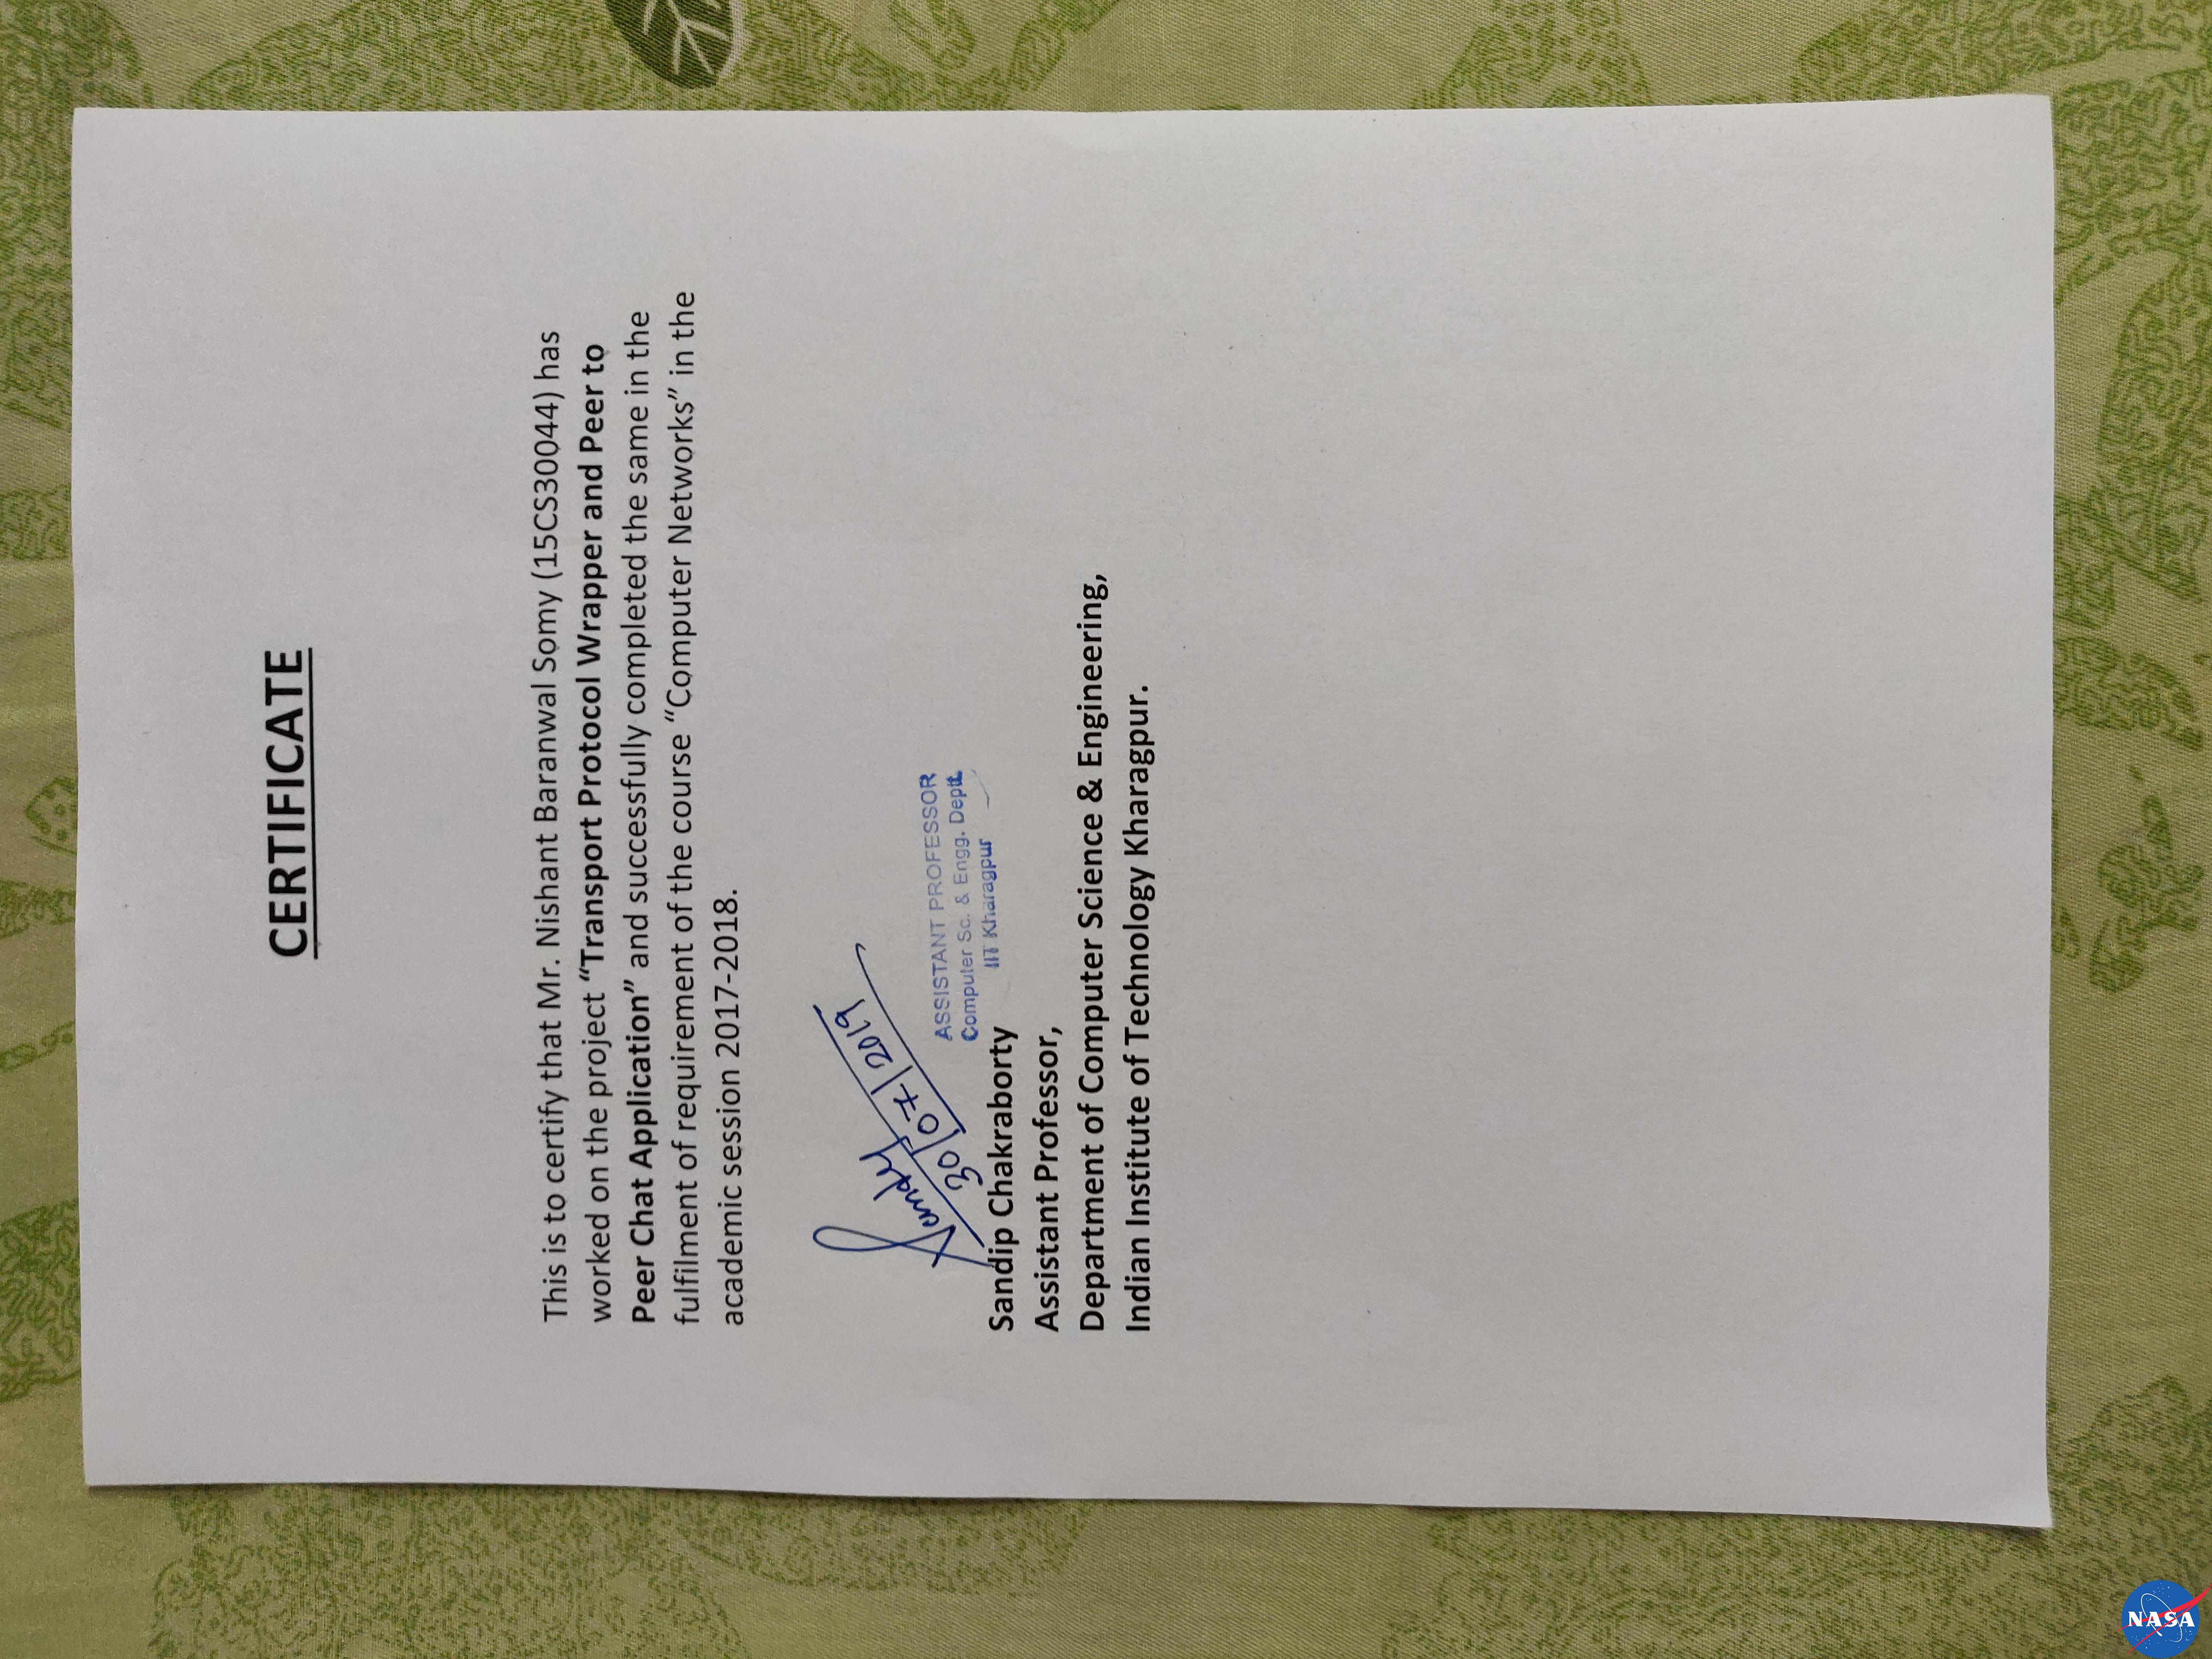 CERTIFICATE
This is to certify that Mr. Nishant Baranwal Somy (15CS30044) has
worked on the project “Transport Protocol Wrapper and Peer to
Peer Chat Application” and successfully completed the same in the
fulfilment of requirement of the course “Computer Networks” in the
academic session 2017-2018.
Sandip
30/07/2019
ASSISTANT PROFESSOR
Computer Sc. & Engg. Deptt.
IIT Kharagpur
Sandip Chakraborty
Assistant Professor,
Department of Computer Science & Engineering,
Indian Institute of Technology Kharagpur.
NASA